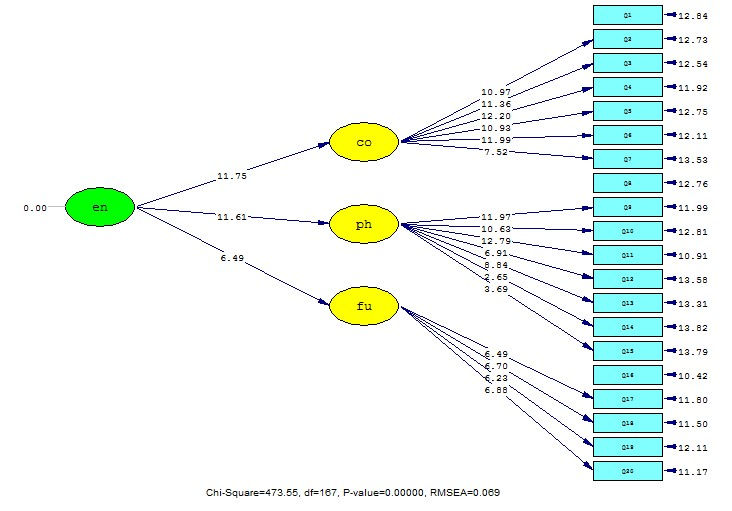 Q1 12.84
Q2 12.73
Q3 12.54
Q4 11.92
10.97
11.36
12.20
10.93
11.99
7.52
Q5 12.75
Q6 12.11
co
Q7 13.53
11.75
Q8 12.76
0.00
en
11.61
Q9 11.99
ph
11.97
10.63
12.79
6.91
8.84
2.65
3.69
Q10 12.81
Q11 10.91
6.49
Q12 13.58
Q13 13.31
fu
Q14 13.82
Q15 13.79
6.49
6.70
6.23
6.88
Q16 10.42
Q17 11.80
Q18 11.50
Q19 12.11
Q20 11.17
Chi-Square=473.55, df=167, P-value=0.00000, RMSEA=0.069